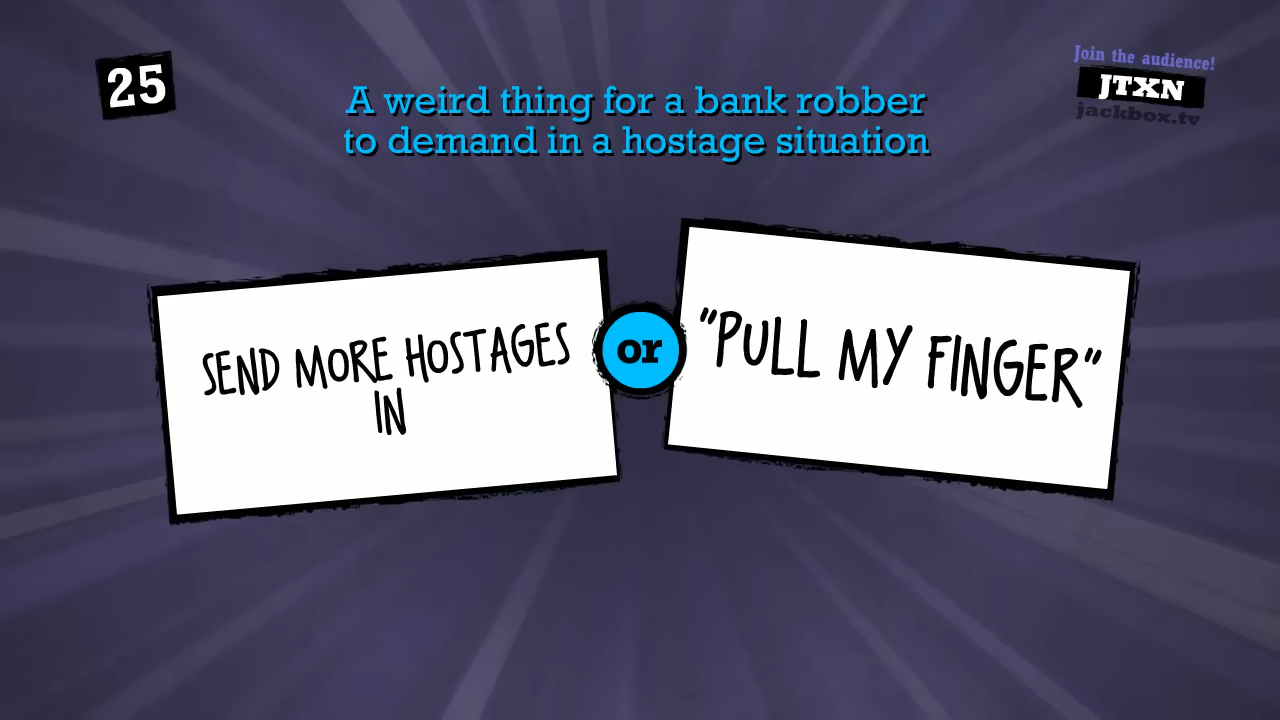 25
Join the audience!
JTXN
jackbox.tv
A weird thing for a bank robber
to demand in a hostage situation
SEND MORE HOSTAGES
IN
or
"PULL MY FINGER"